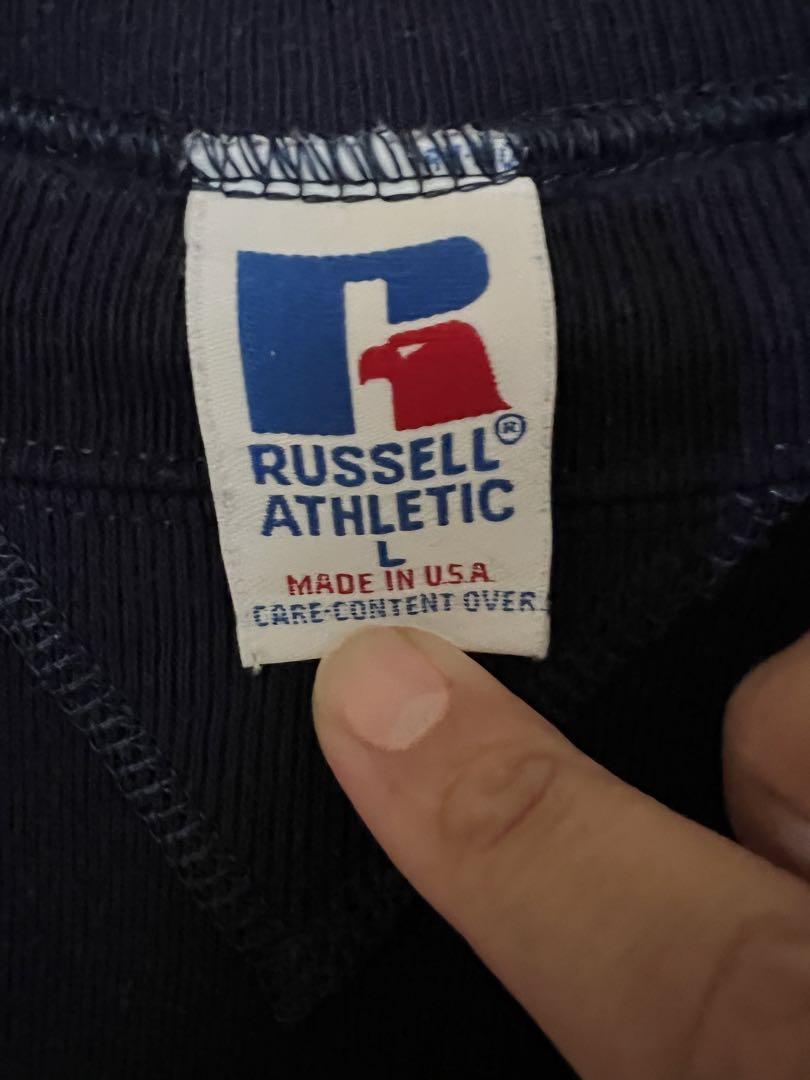 RUSSELL®
ATHLETIC
L
MADE IN U.S.A.
CARE-CONTENT OVER